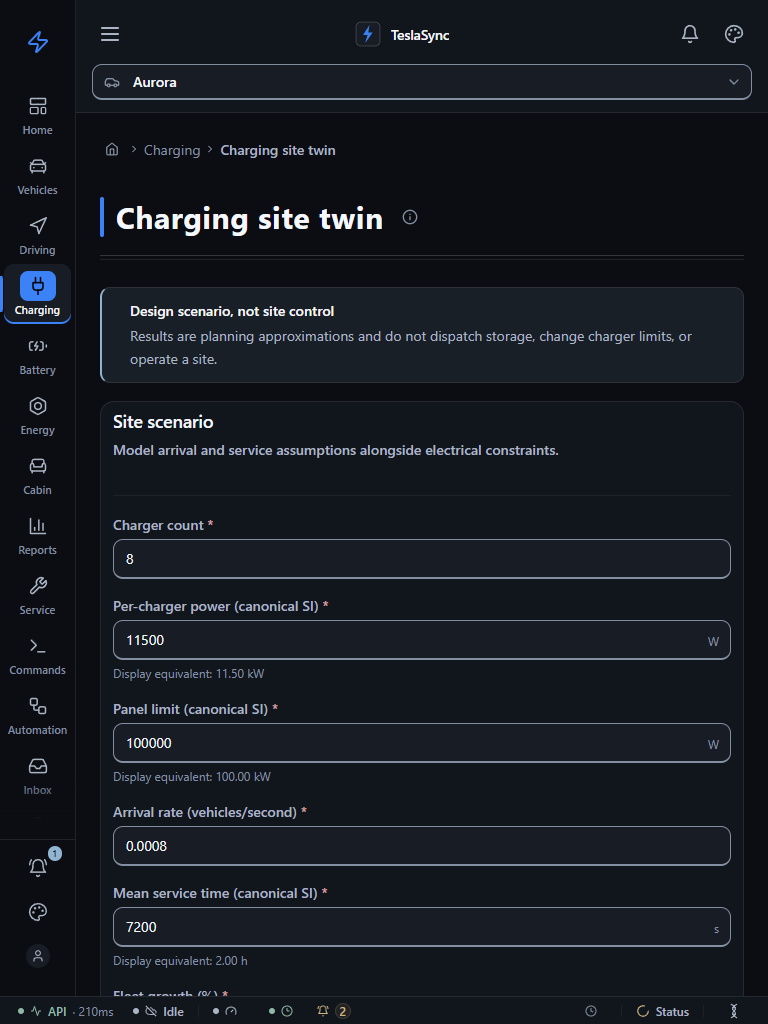 TeslaSync
Aurora
Home
Vehicles
Driving
Charging
Battery
Energy
Cabin
Reports
Service
Commands
Automation
Inbox
1
Charging
Charging site twin
Charging site twin
Design scenario, not site control
Results are planning approximations and do not dispatch storage, change charger limits, or
operate a site.
Site scenario
Model arrival and service assumptions alongside electrical constraints.
Charger count *
8
Per-charger power (canonical SI) *
11500 W
Display equivalent: 11.50 kW
Panel limit (canonical SI) *
100000 W
Display equivalent: 100.00 kW
Arrival rate (vehicles/second) *
0.0008
Mean service time (canonical SI) *
7200 s
Display equivalent: 2.00 h
Fleet growth (%) *
API · 210ms
Idle
2
Status